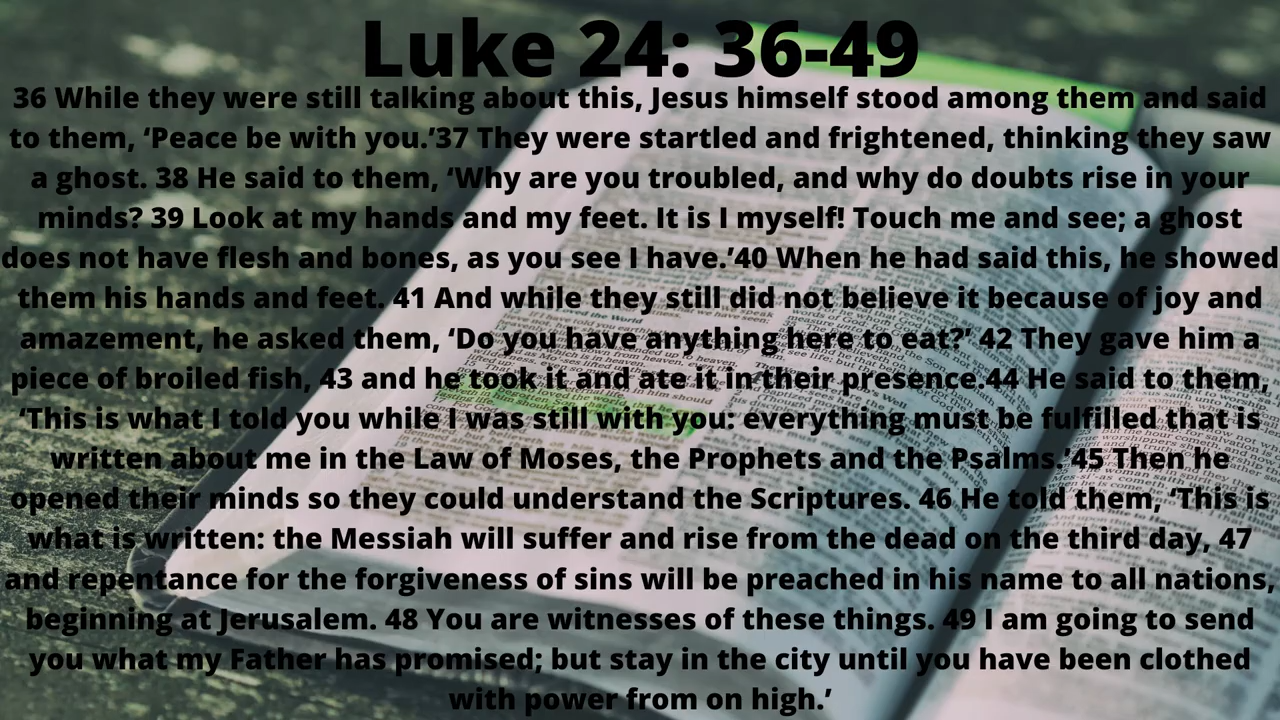 Luke 24: 36-49
36 While they were still talking about this, Jesus himself stood among them and said
to them, ‘Peace be with you.’37 They were startled and frightened, thinking they saw
a ghost. 38 He said to them, ‘Why are you troubled, and why do doubts rise in your
minds? 39 Look at my hands and my feet. It is I myself! Touch me and see; a ghost
does not have flesh and bones, as you see I have.’40 When he had said this, he showed
them his hands and feet. 41 And while they still did not believe it because of joy and
amazement, he asked them, ‘Do you have anything here to eat?’ 42 They gave him a
piece of broiled fish, 43 and he took it and ate it in their presence.44 He said to them,
‘This is what I told you while I was still with you: everything must be fulfilled that is
written about me in the Law of Moses, the Prophets and the Psalms.’45 Then he
opened their minds so they could understand the Scriptures. 46 He told them, ‘This is
what is written: the Messiah will suffer and rise from the dead on the third day, 47
and repentance for the forgiveness of sins will be preached in his name to all nations,
beginning at Jerusalem. 48 You are witnesses of these things. 49 I am going to send
you what my Father has promised; but stay in the city until you have been clothed
with power from on high.’